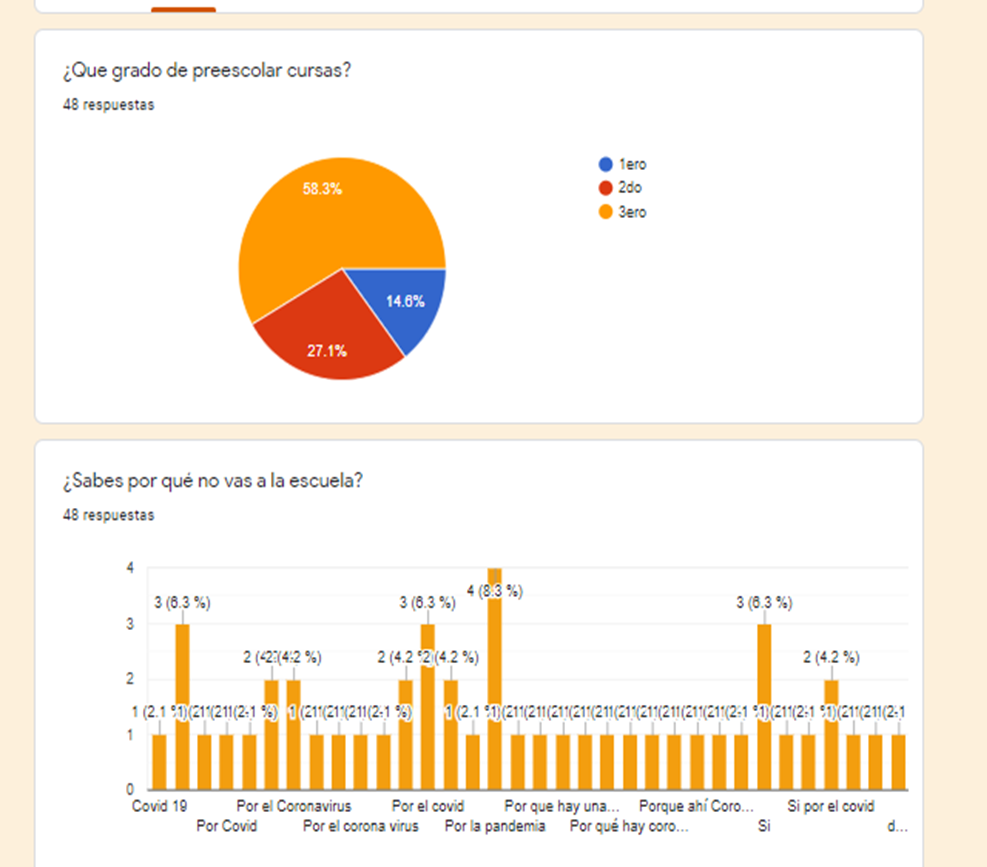 ¿Que grado de preescolar cursas?
48 respuestas
58.3%
14.6%
27.1%
1ero
2do
3ero
¿Sabes por qué no vas a la escuela?
48 respuestas
4
3
2
1
0
3 (6.3 %)
3 (6.3 %)
4 (8.3 %)
3 (6.3 %)
2 (4.2 %)
Covid 19
Por el Coronavirus
Por el covid
Por que hay una...
Porque ahí Coro...
Si por el covid
Por Covid
Por el corona virus
Por la pandemia
Por qué hay coro...
Si
d...